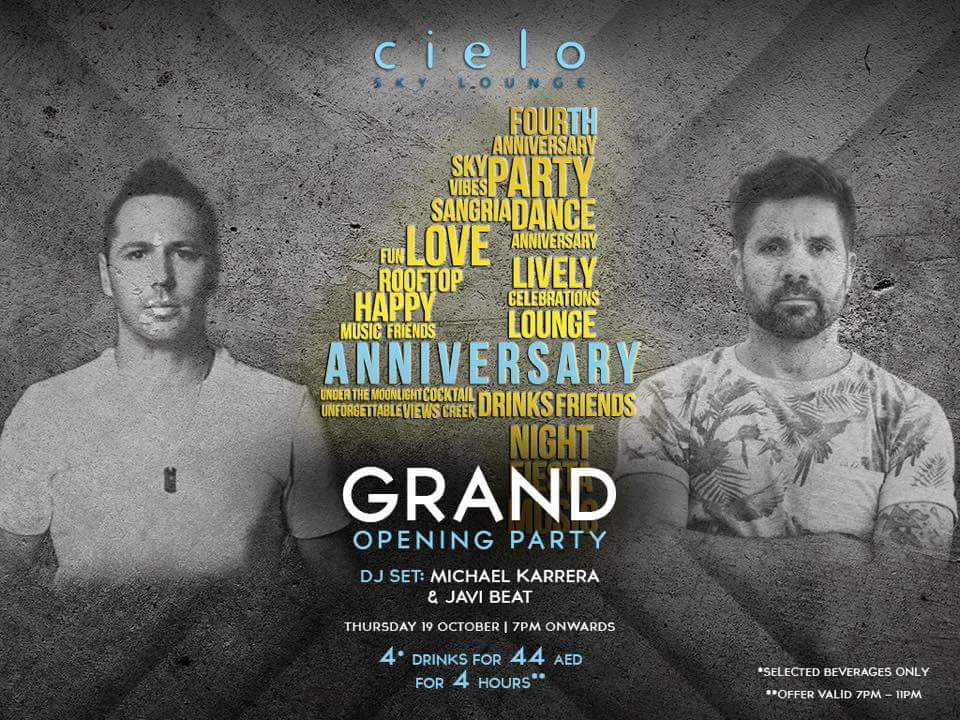 cielo
SKY LOUNGE
FOURTH
ANNIVERSARY
SKY
VIBES
PARTY
SANGRIA DANCE
ANNIVERSARY
FUN LOVE
ROOFTOP
LIVELY
HAPPY
CELEBRATIONS
MUSIC FRIENDS
LOUNGE
ANNIVERSARY
UNDER THE MOONLIGHT COCKTAIL
UNFORGETTABLE VIEWS CREEK
DRINKS FRIENDS
NIGHT
FIESTA
MUSIC
GRAND
OPENING PARTY
DJ SET: MICHAEL KARRERA
& JAVI BEAT
THURSDAY 19 OCTOBER | 7PM ONWARDS
4* DRINKS FOR 44 AED
FOR 4 HOURS**
*SELECTED BEVERAGES ONLY
**OFFER VALID 7PM – 11PM